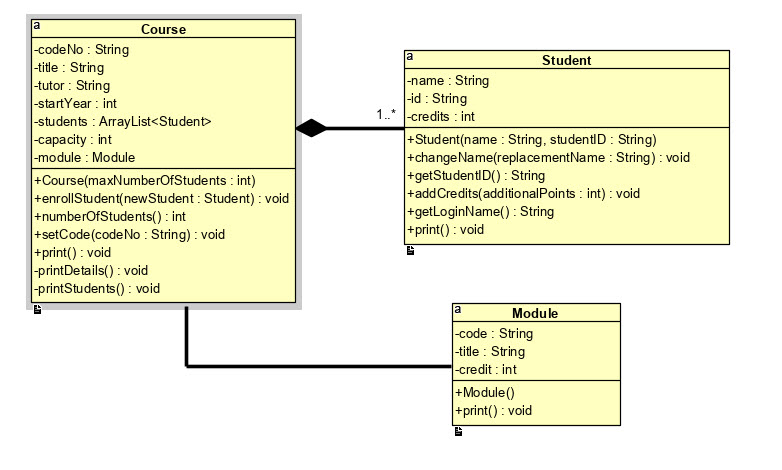 a
Course
-codeNo : String
-title : String
-tutor : String
-startYear : int
-students : ArrayList<Student>
-capacity : int
-module : Module
+Course(maxNumberOfStudents : int)
+enrollStudent(newStudent : Student) : void
+numberOfStudents() : int
+setCode(codeNo : String) : void
+print() : void
-printDetails() : void
-printStudents() : void
1..*
a
Student
-name : String
-id : String
-credits : int
+Student(name : String, studentID : String)
+changeName(replacementName : String) : void
+getStudentID() : String
+addCredits(additionalPoints : int) : void
+getLoginName() : String
+print() : void
a
Module
-code : String
-title : String
-credit : int
+Module()
+print() : void